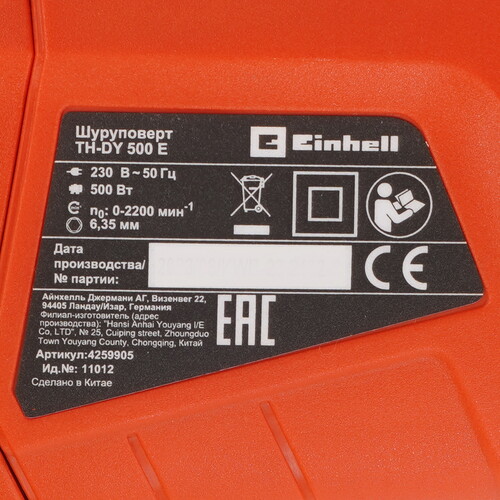 Шуруповерт
TH-DY 500 E
Einhell
230 В ~ 50 Гц
500 Вт
n₀: 0-2200 мин⁻¹
6,35 мм
Дата
производства/
№ партии:
CE
Айнхелль Джермани АГ, Визенвег 22,
94405 Ландау/Изар, Германия
Филиал-изготовитель (адрес
производства): "Hansi Anhai Youyang I/E
Co, LTD", № 25, Cuiping street, Zhoungduo
Town Youyang County, Chongqing, Китай
EAC
Артикул:4259905
Ид.№: 11012
Сделано в Китае